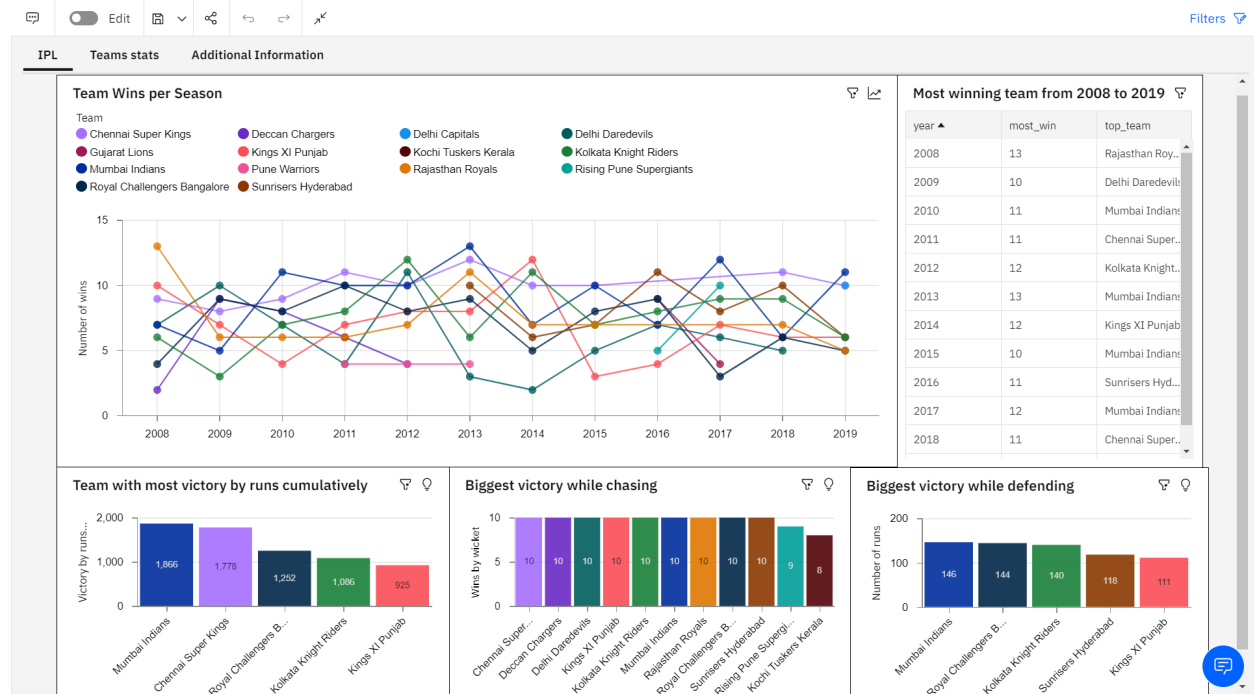 Edit
Filters
IPL Teams stats Additional Information
Team Wins per Season
Team
Chennai Super Kings Deccan Chargers Delhi Capitals Delhi Daredevils
Gujarat Lions Kings XI Punjab Kochi Tuskers Kerala Kolkata Knight Riders
Mumbai Indians Pune Warriors Rajasthan Royals Rising Pune Supergiants
Royal Challengers Bangalore Sunrisers Hyderabad
Number of wins
15
10
5
0
2008 2009 2010 2011 2012 2013 2014 2015 2016 2017 2018 2019
Most winning team from 2008 to 2019
year most_win top_team
2008 13 Rajasthan Roy...
2009 10 Delhi Daredevils
2010 11 Mumbai Indians
2011 11 Chennai Super...
2012 12 Kolkata Knight...
2013 13 Mumbai Indians
2014 12 Kings XI Punjab
2015 10 Mumbai Indians
2016 11 Sunrisers Hyd...
2017 12 Mumbai Indians
2018 11 Chennai Super...
Team with most victory by runs cumulatively
Victory by runs...
2,000
1,000
0
1,866 1,778 1,252 1,086 925
Mumbai Indians
Chennai Super Kings
Royal Challengers B...
Kolkata Knight Riders
Kings XI Punjab
Biggest victory while chasing
Wins by wicket
10
5
0
10 10 10 10 10 10 10 10 10 9 8
Chennai Super...
Deccan Chargers
Delhi Daredevils
Kings XI Punjab
Kolkata Knight Riders
Mumbai Indians
Rajasthan Royals
Royal Challengers B...
Sunrisers Hyderabad
Rising Pune Supergi...
Kochi Tuskers Kerala
Biggest victory while defending
Number of runs
200
100
0
146 144 140 118 111
Mumbai Indians
Royal Challengers B...
Kolkata Knight Riders
Sunrisers Hyderabad
Kings XI Punjab